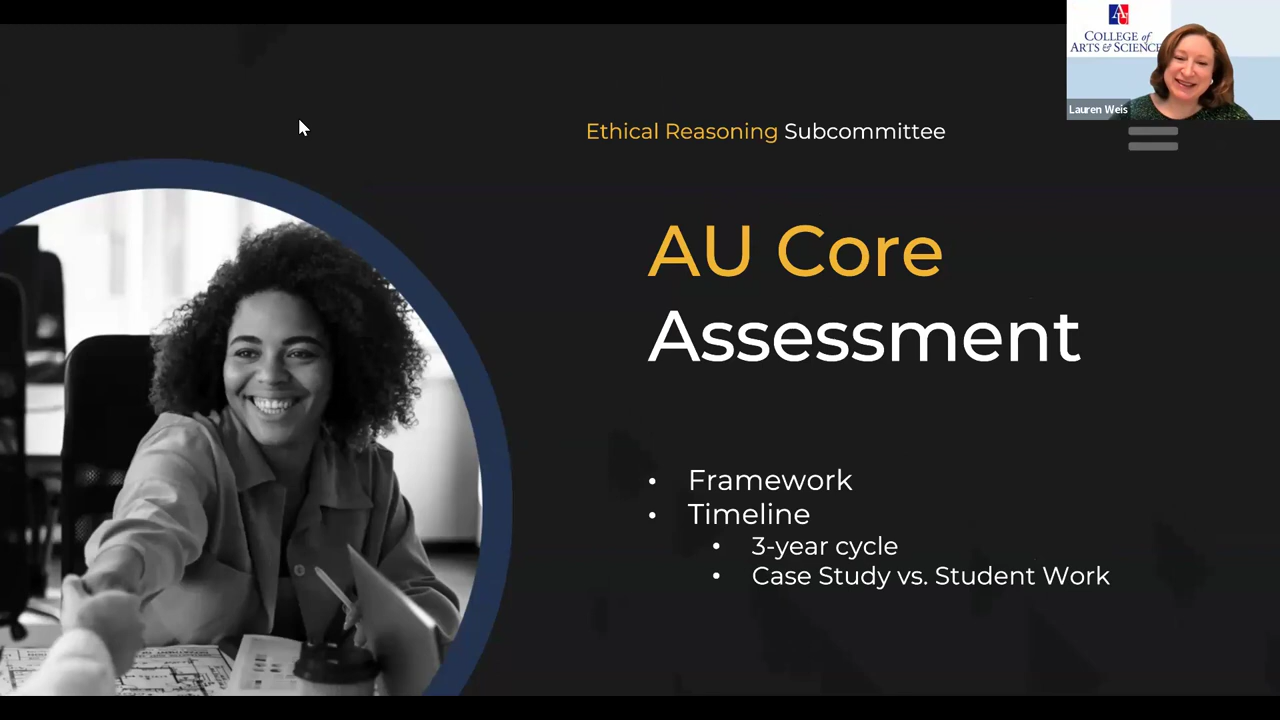 AU
COLLEGE of
ARTS & SCIENCE
Lauren Weis
Ethical Reasoning Subcommittee
AU Core
Assessment
• Framework
• Timeline
• 3-year cycle
• Case Study vs. Student Work